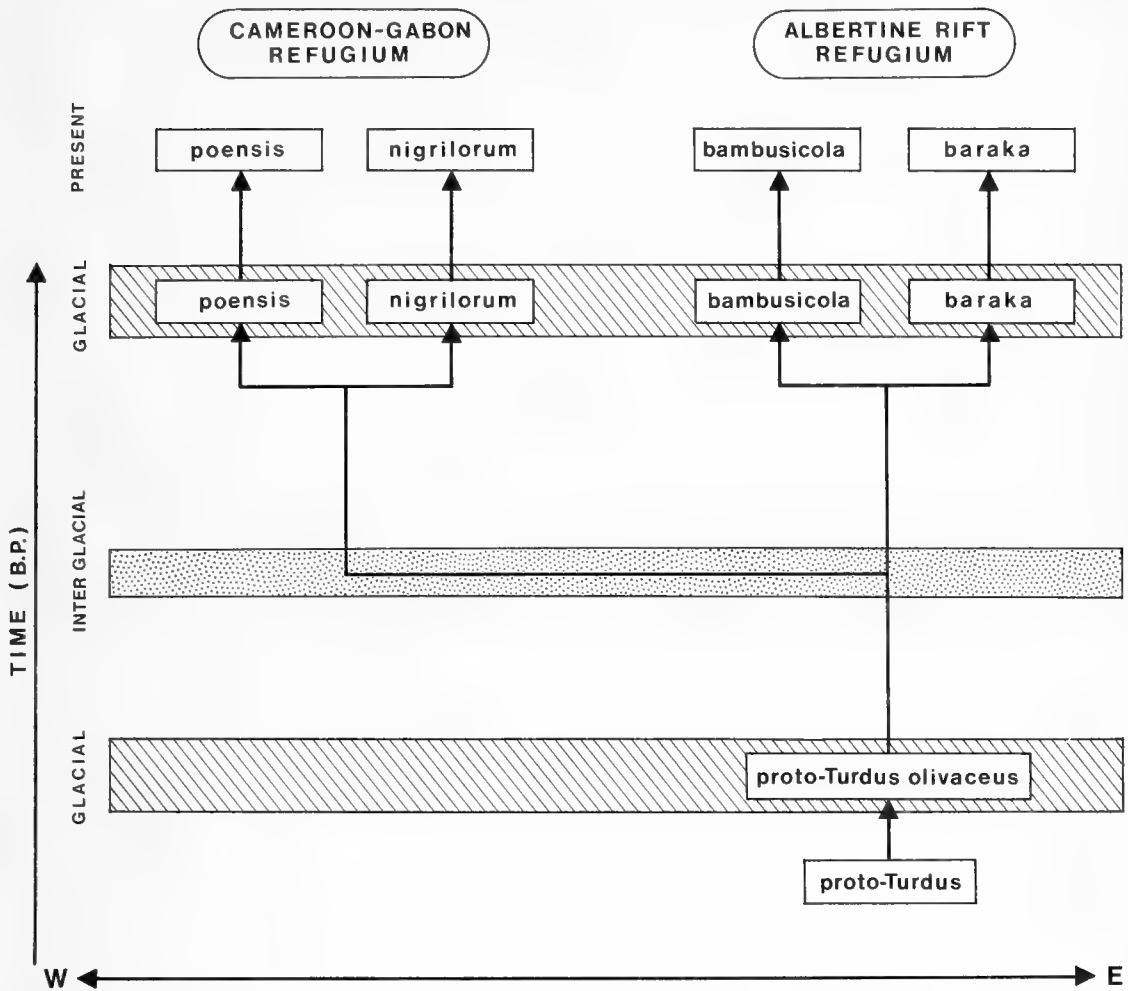 CAMEROON-GABON
REFUGIUM
ALBERTINE RIFT
REFUGIUM
PRESENT
poensis
nigrilorum
bambusicola
baraka
GLACIAL
poensis
nigrilorum
bambusicola
baraka
TIME (B.P.)
INTER GLACIAL
GLACIAL
proto-Turdus olivaceus
proto-Turdus
W
E